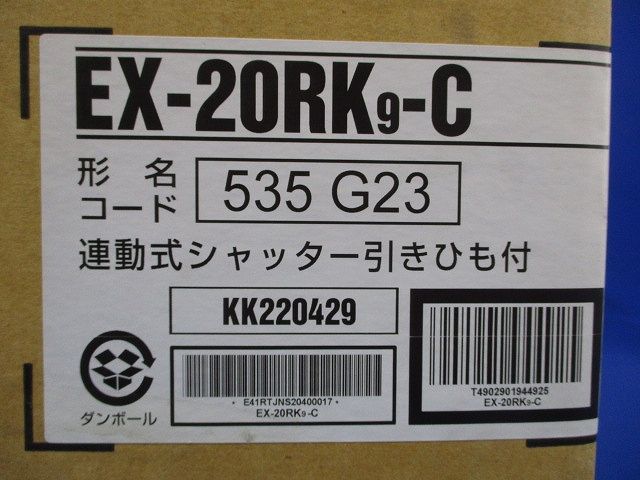 EX-20RK9-C
形名
コード
535 G23
連動式シャッター引きひも付
KK220429
ダンボール
・E41RTJNS20400017・
EX-20RK9-C
T4902901944925
EX-20RK9-C